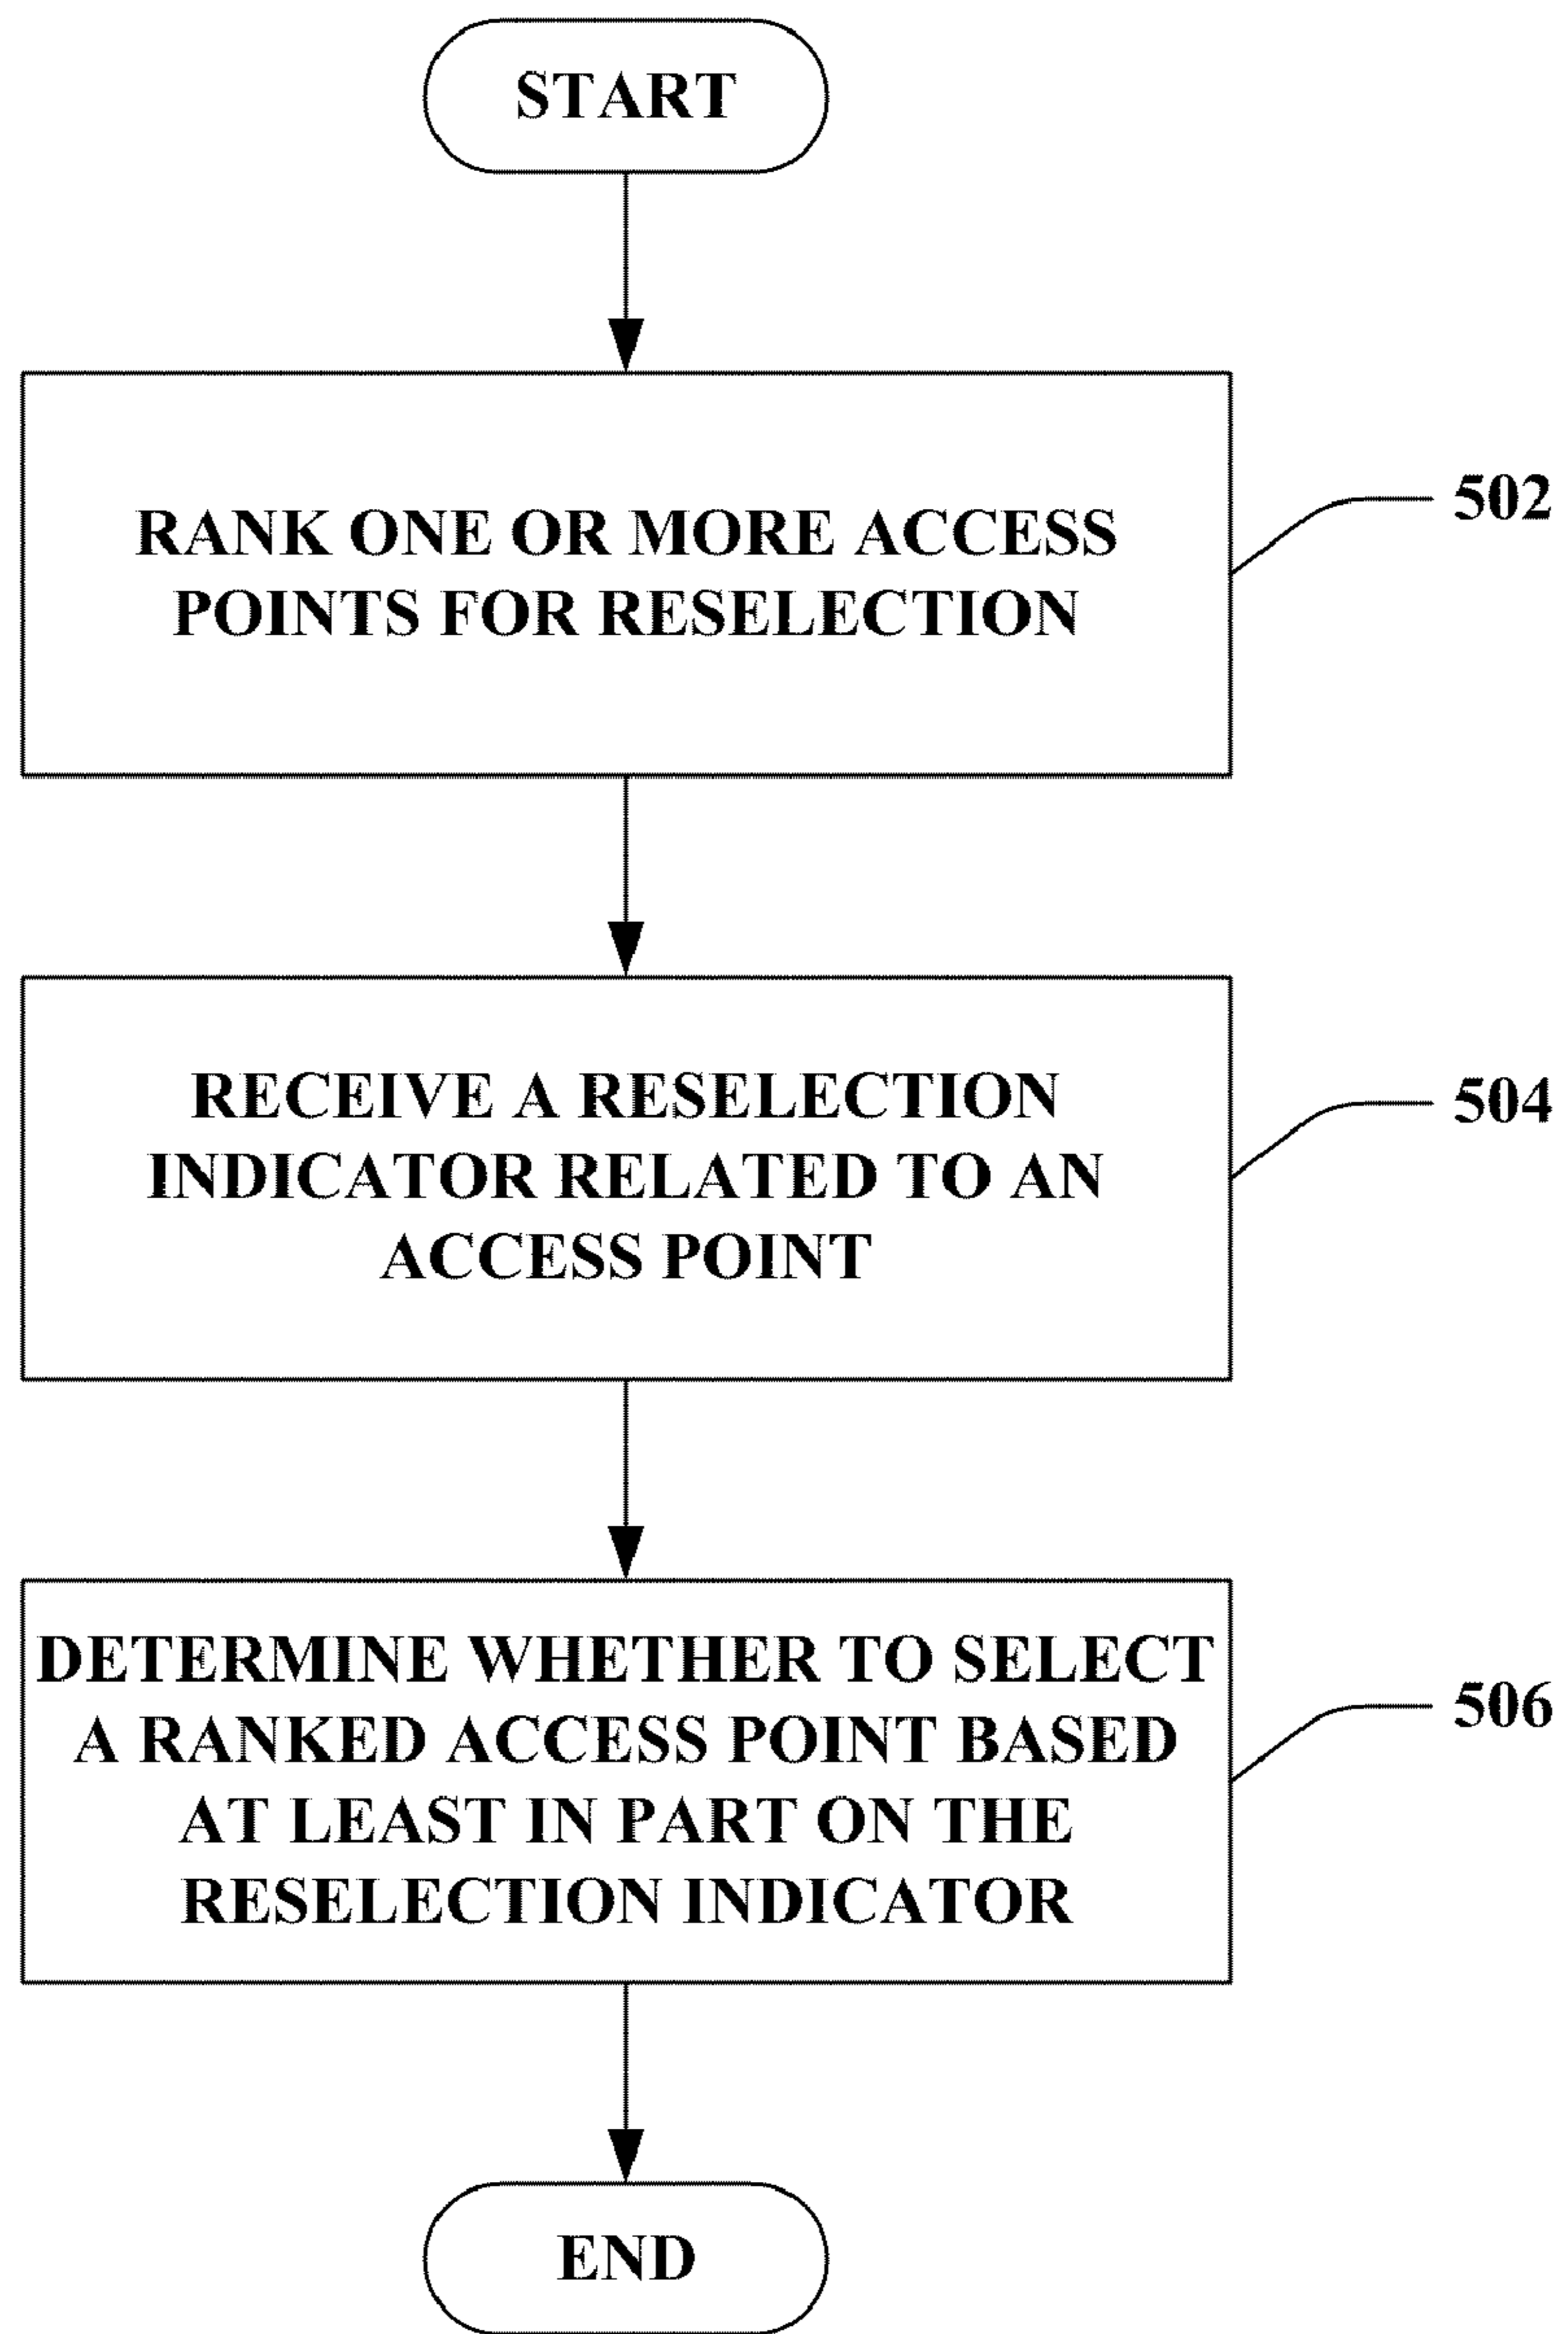 START
RANK ONE OR MORE ACCESS
POINTS FOR RESELECTION
502
RECEIVE A RESELECTION
INDICATOR RELATED TO AN
ACCESS POINT
504
DETERMINE WHETHER TO SELECT
A RANKED ACCESS POINT BASED
AT LEAST IN PART ON THE
RESELECTION INDICATOR
506
END